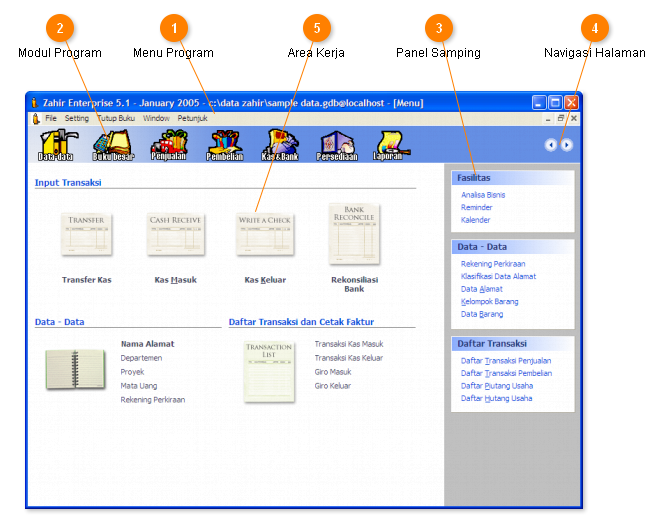 2 1 5 3 4
Modul Program Menu Program Area Kerja Panel Samping Navigasi Halaman
Zahir Enterprise 5.1 - January 2005 - c:\data zahir\sample data.gdb@localhost - [Menu]
File Setting Tutup Buku Window Petunjuk
Data-data Buku besar Penjualan Pembelian Kas&Bank Persediaan Laporan
Input Transaksi
TRANSFER CASH RECEIVE WRITE A CHECK BANK RECONCILE
Transfer Kas Kas Masuk Kas Keluar Rekonsiliasi Bank
Data - Data
Nama Alamat
Departemen
Proyek
Mata Uang
Rekening Perkiraan
Daftar Transaksi dan Cetak Faktur
TRANSACTION LIST
Transaksi Kas Masuk
Transaksi Kas Keluar
Giro Masuk
Giro Keluar
Fasilitas
Analisa Bisnis
Reminder
Kalender
Data - Data
Rekening Perkiraan
Klasifikasi Data Alamat
Data Alamat
Kelompok Barang
Data Barang
Daftar Transaksi
Daftar Transaksi Penjualan
Daftar Transaksi Pembelian
Daftar Piutang Usaha
Daftar Hutang Usaha